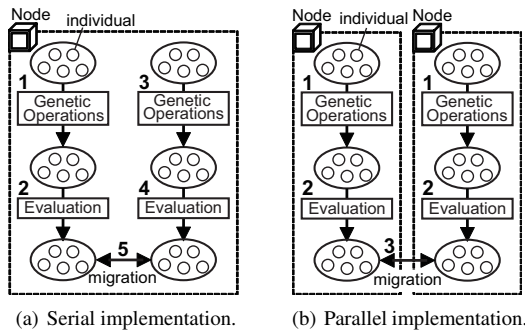 Node
individual
1
Genetic
Operations
3
Genetic
Operations
2
Evaluation
4
Evaluation
5
migration
(a) Serial implementation.
Node
individual
Node
1
Genetic
Operations
1
Genetic
Operations
2
Evaluation
2
Evaluation
3
migration
(b) Parallel implementation.